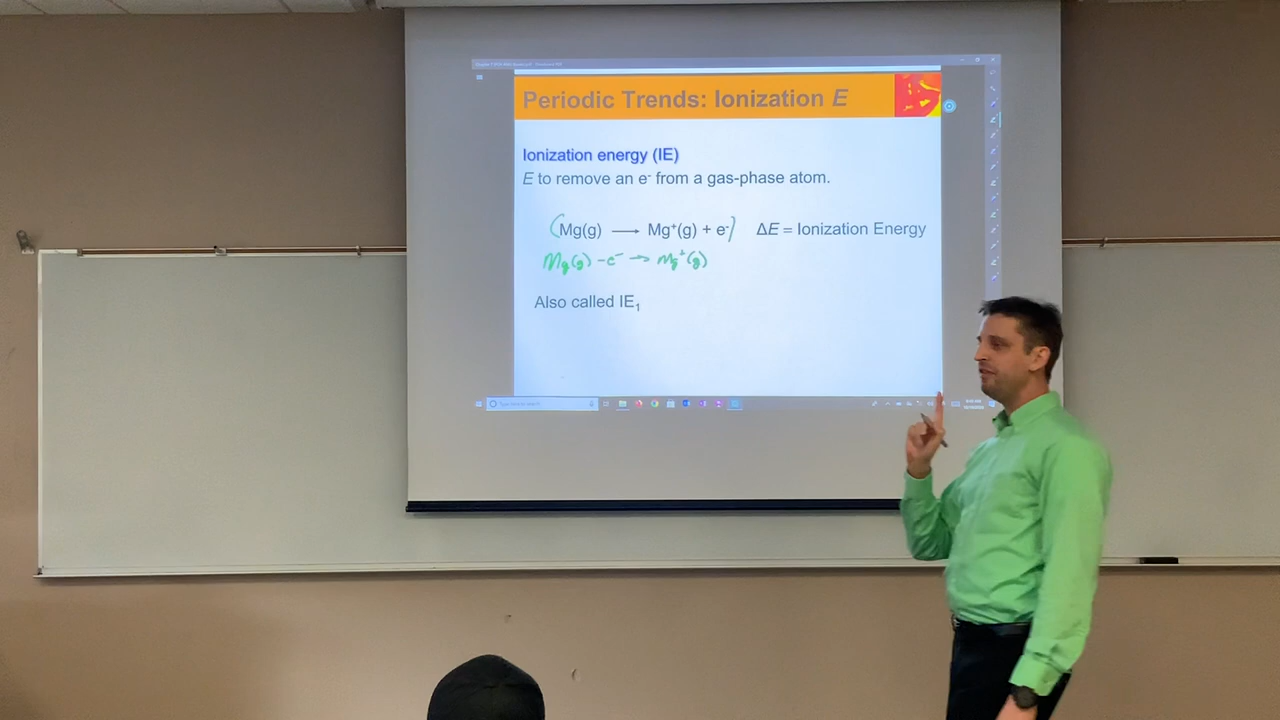 Periodic Trends: Ionization E
Ionization energy (IE)
E to remove an e⁻ from a gas-phase atom.
(Mg(g) ⟶ Mg⁺(g) + e⁻) ΔE = Ionization Energy
Mg(g) -e⁻ → Mg⁺(g)
Also called IE₁